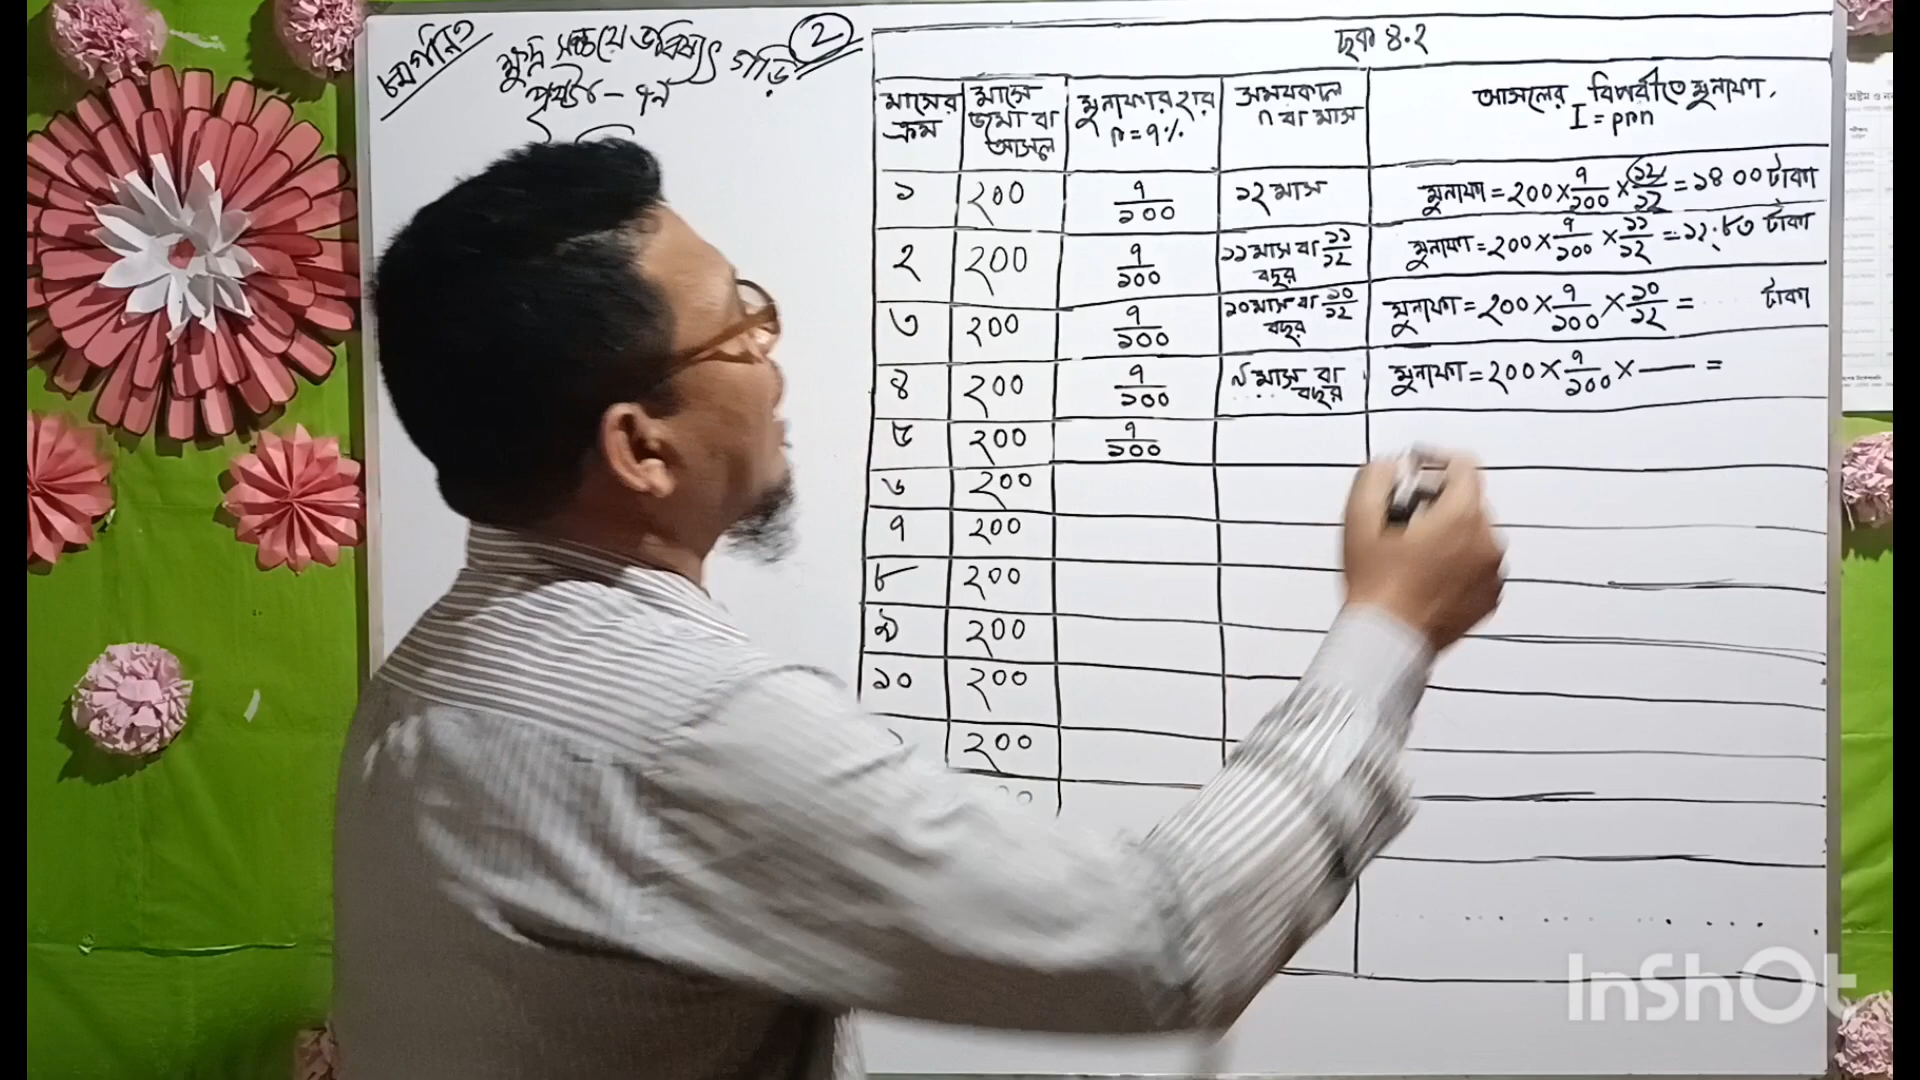 ৮ম গণিত
ক্ষুদ্র সঞ্চয়ে ভবিষ্যৎ গড়ি
2
পৃষ্ঠা ৮- ৭৯
ছক ৪.২
মাসের ক্রম
মাসে জমা বা আসল
মুনাফার হার r = ৭%
সময়কাল n বা মাস
আসলের বিপরীতে মুনাফা, I = prn
১ ২০০ ৭/১০০ ১২ মাস মুনাফা = ২০০ × ৭/১০০ × ১২/১২ = ১৪ ০০ টাকা
২ ২০০ ৭/১০০ ১১ মাস বা ১১/১২ বছর মুনাফা = ২০০ × ৭/১০০ × ১১/১২ = ১২.৮৩ টাকা
৩ ২০০ ৭/১০০ ১০ মাস বা ১০/১২ বছর মুনাফা = ২০০ × ৭/১০০ × ১০/১২ = টাকা
৪ ২০০ ৭/১০০ ৯ মাস বা .... বছর মুনাফা = ২০০ × ৭/১০০ × — =
৫ ২০০ ৭/১০০
৬ ২০০
৭ ২০০
৮ ২০০
৯ ২০০
১০ ২০০
২০০
InShOt